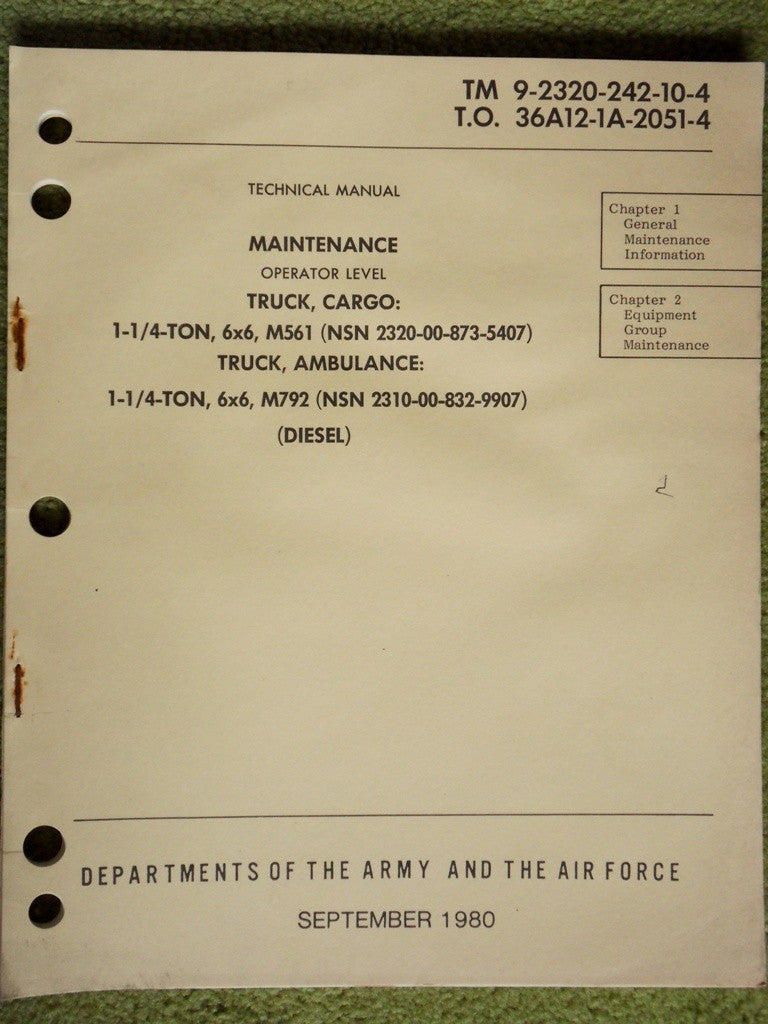 TM 9-2320-242-10-4
T.O. 36A12-1A-2051-4
TECHNICAL MANUAL
MAINTENANCE
OPERATOR LEVEL
TRUCK, CARGO:
1-1/4-TON, 6x6, M561 (NSN 2320-00-873-5407)
TRUCK, AMBULANCE:
1-1/4-TON, 6x6, M792 (NSN 2310-00-832-9907)
(DIESEL)
Chapter 1
General
Maintenance
Information
Chapter 2
Equipment
Group
Maintenance
DEPARTMENTS OF THE ARMY AND THE AIR FORCE
SEPTEMBER 1980